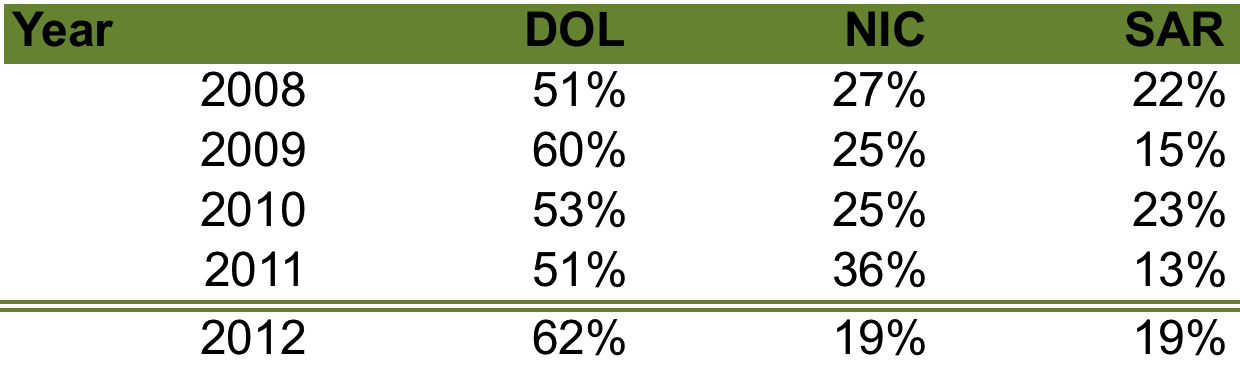 Year DOL NIC SAR
2008 51% 27% 22%
2009 60% 25% 15%
2010 53% 25% 23%
2011 51% 36% 13%
2012 62% 19% 19%